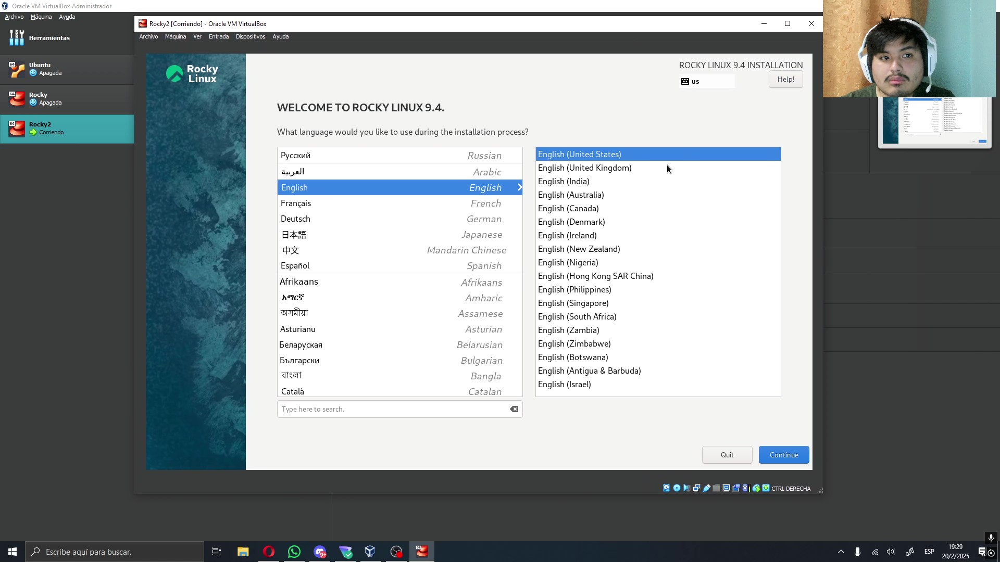 Oracle VM VirtualBox Administrador
Archivo Máquina Ayuda
Herramientas
64
Ubuntu
Apagada
64
Rocky
Apagada
64
Rocky2
Corriendo
Rocky2 [Corriendo] - Oracle VM VirtualBox
Archivo Máquina Ver Entrada Dispositivos Ayuda
Rocky
Linux
ROCKY LINUX 9.4 INSTALLATION
us
Help!
WELCOME TO ROCKY LINUX 9.4.
What language would you like to use during the installation process?
Русский Russian
العربية Arabic
English English
Français French
Deutsch German
日本語 Japanese
中文 Mandarin Chinese
Español Spanish
Afrikaans Afrikaans
አማርኛ Amharic
অসমীয়া Assamese
Asturianu Asturian
Беларуская Belarusian
Български Bulgarian
বাংলা Bangla
Català Catalan
Type here to search.
English (United States)
English (United Kingdom)
English (India)
English (Australia)
English (Canada)
English (Denmark)
English (Ireland)
English (New Zealand)
English (Nigeria)
English (Hong Kong SAR China)
English (Philippines)
English (Singapore)
English (South Africa)
English (Zambia)
English (Zimbabwe)
English (Botswana)
English (Antigua & Barbuda)
English (Israel)
Quit
Continue
CTRL DERECHA
Escribe aquí para buscar.
9+
64
ESP
19:29
20/2/2025